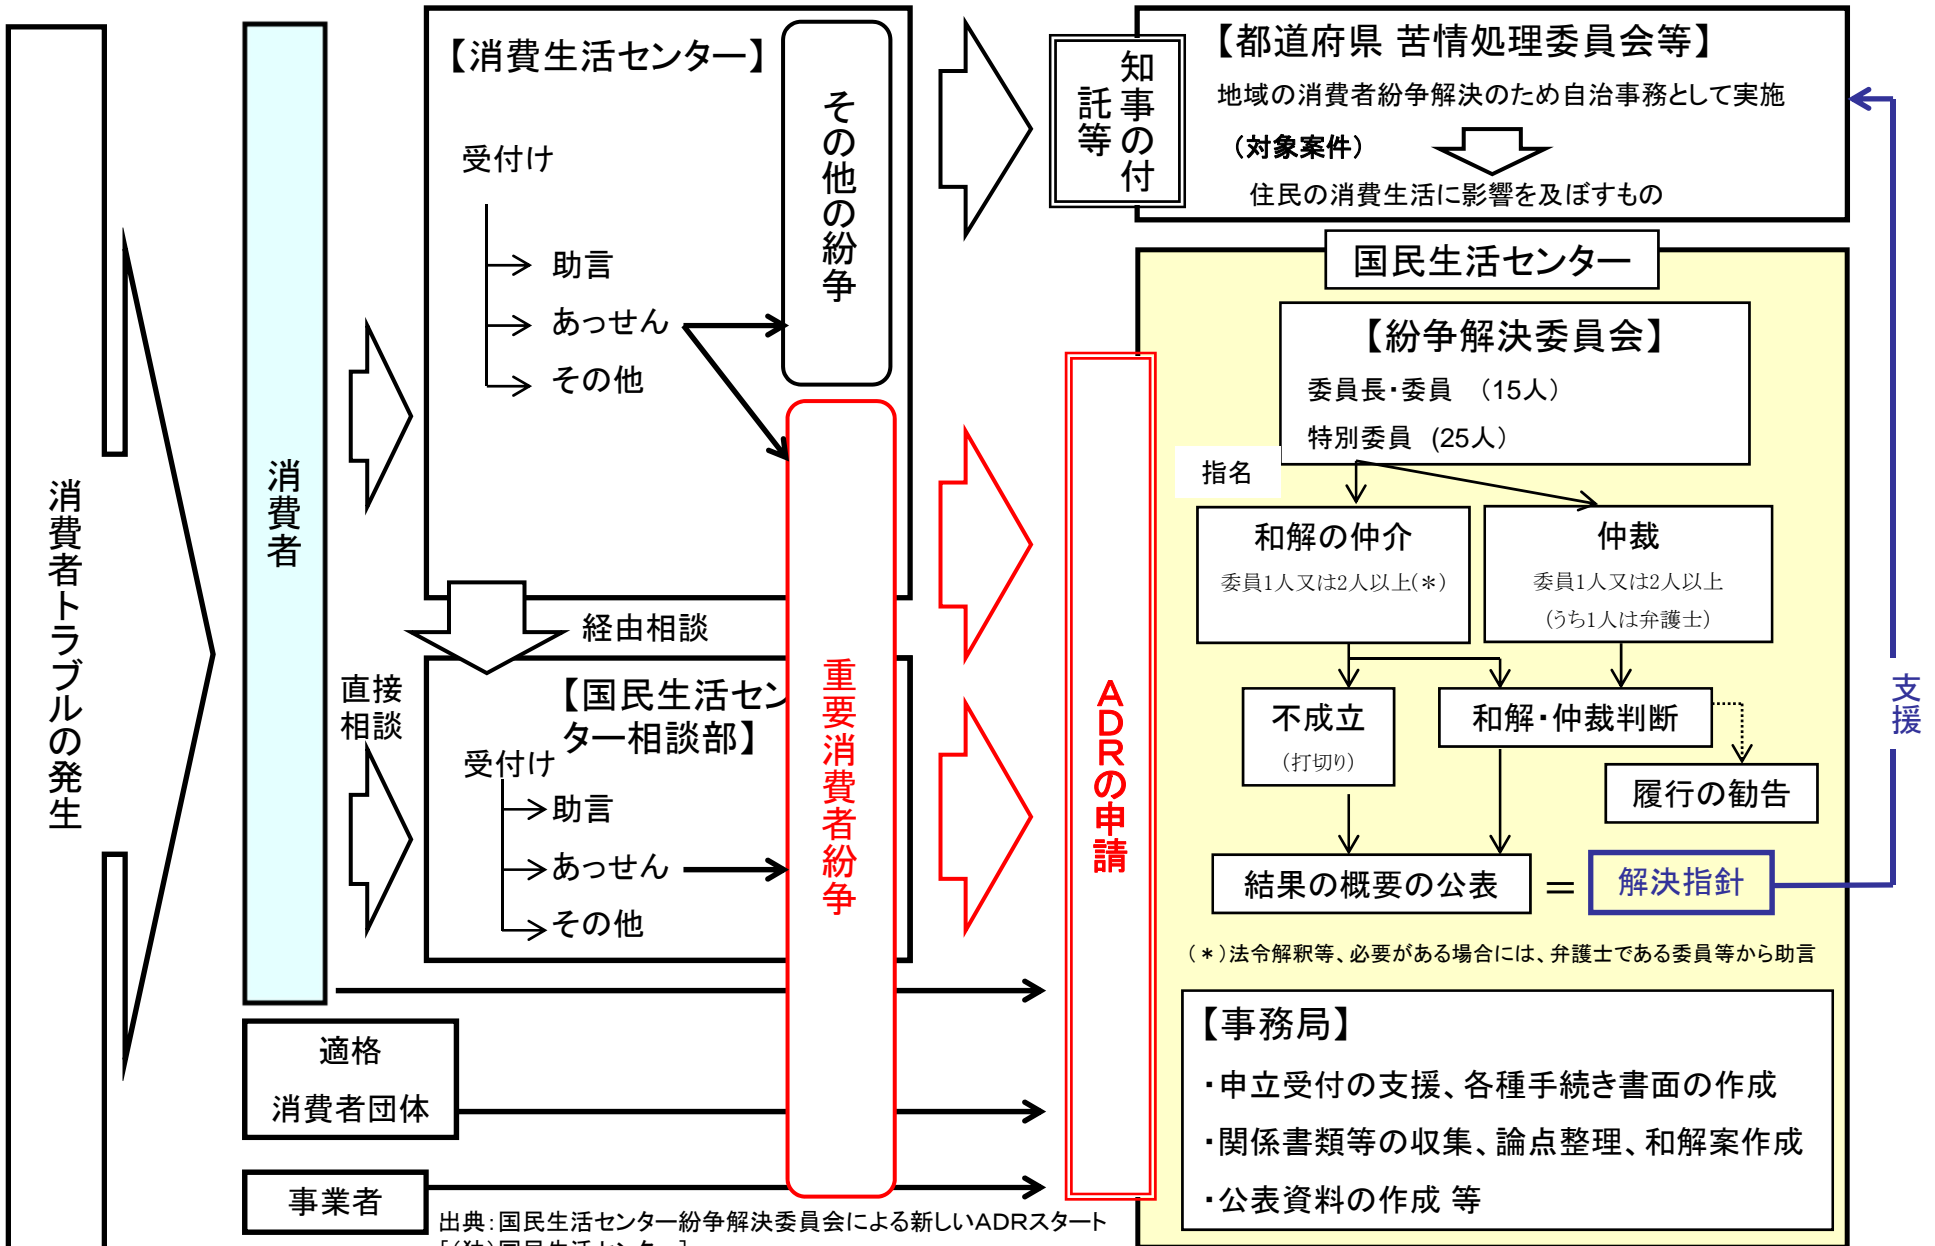 消費者トラブルの発生
消費者
【消費生活センター】
受付け
助言
あっせん
その他
その他の紛争
経由相談
直接
相談
【国民生活セン
ター相談部】
受付け
助言
あっせん
その他
重要消費者紛争
適格
消費者団体
事業者
知事の付
託等
【都道府県 苦情処理委員会等】
地域の消費者紛争解決のため自治事務として実施
(対象案件)
住民の消費生活に影響を及ぼすもの
ADRの申請
国民生活センター
【紛争解決委員会】
委員長・委員 (15人)
特別委員 (25人)
指名
和解の仲介
委員1人又は2人以上(*)
仲裁
委員1人又は2人以上
(うち1人は弁護士)
不成立
(打切り)
和解・仲裁判断
履行の勧告
結果の概要の公表
=
解決指針
支援
(*)法令解釈等、必要がある場合には、弁護士である委員等から助言
【事務局】
・申立受付の支援、各種手続き書面の作成
・関係書類等の収集、論点整理、和解案作成
・公表資料の作成 等
出典:国民生活センター紛争解決委員会による新しいADRスタート
[(独)国民生活センター]